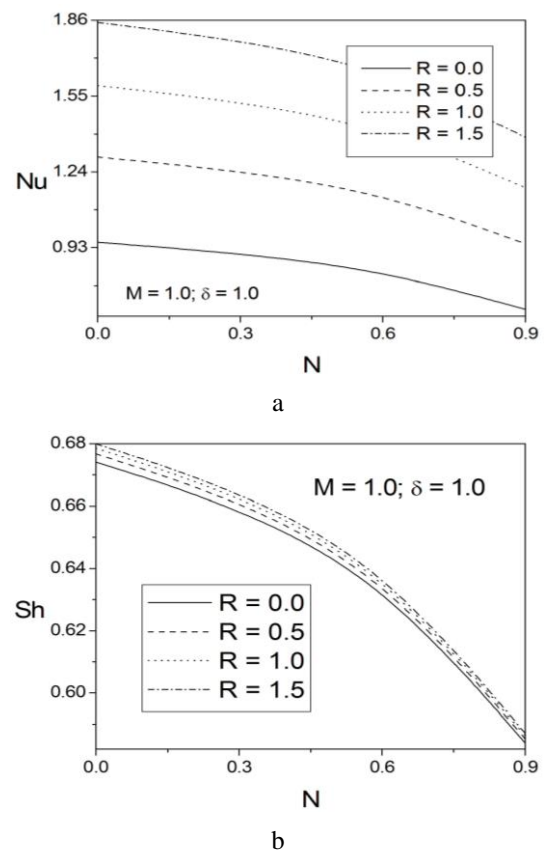 1.86
1.55
1.24
0.93
Nu
R = 0.0
R = 0.5
R = 1.0
R = 1.5
M = 1.0; δ = 1.0
0.0
0.3
0.6
0.9
N
a
0.68
0.66
0.64
0.62
0.60
Sh
M = 1.0; δ = 1.0
R = 0.0
R = 0.5
R = 1.0
R = 1.5
0.0
0.3
0.6
0.9
N
b